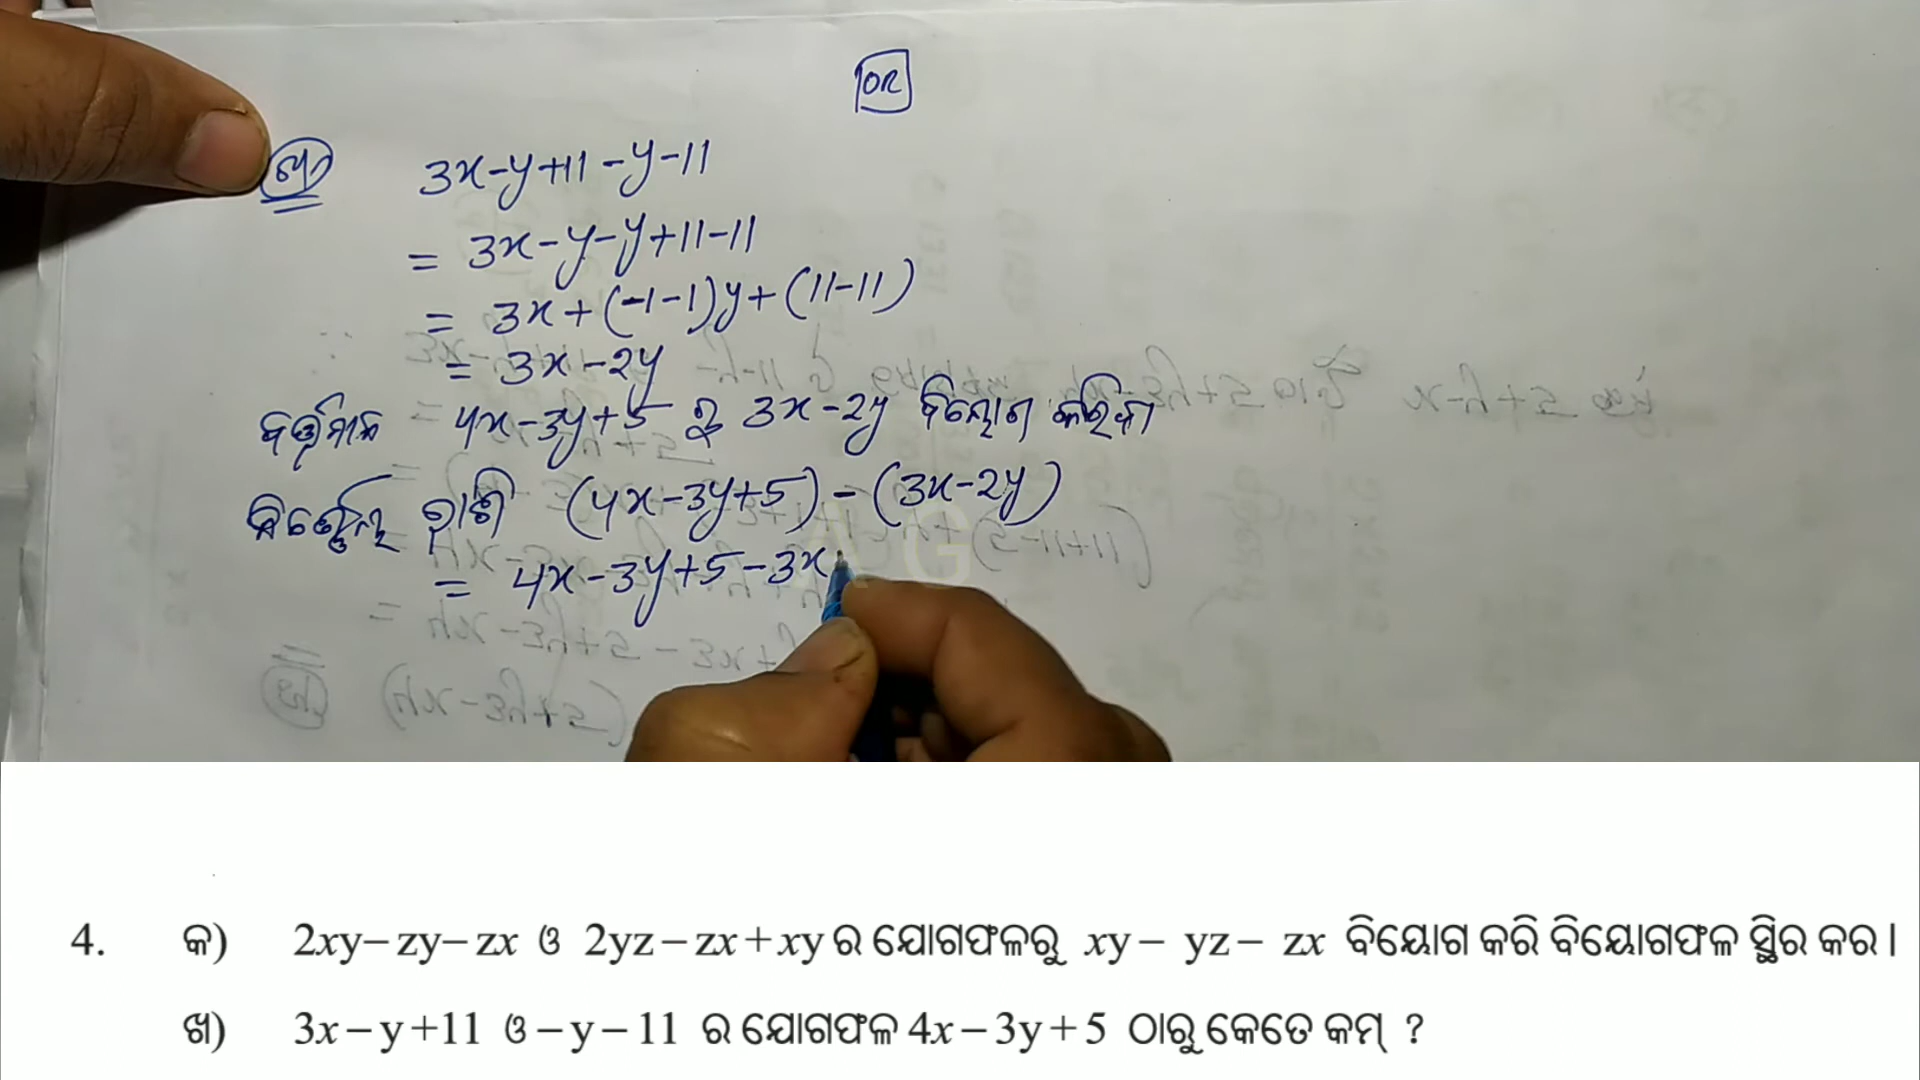 OR
ଖ) 3x-y+11-y-11
= 3x-y-y+11-11
= 3x+(-1-1)y+(11-11)
= 3x-2y
ବର୍ତ୍ତମାନ 4x-3y+5 ରୁ 3x-2y ବିୟୋଗ କରିବା
ନିର୍ଣ୍ଣେୟ ରାଶି (4x-3y+5)-(3x-2y)
= 4x-3y+5-3x
A G
4. କ) 2xy– zy– zx ଓ 2yz – zx + xy ର ଯୋଗଫଳରୁ xy – yz – zx ବିୟୋଗ କରି ବିୟୋଗଫଳ ସ୍ଥିର କର ।
ଖ) 3x – y +11 ଓ – y – 11 ର ଯୋଗଫଳ 4x – 3y + 5 ଠାରୁ କେତେ କମ୍ ?